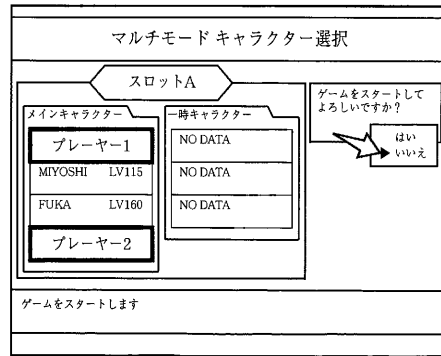 マルチモード キャラクター選択
スロットA
メインキャラクター
一時キャラクター
プレーヤー1
MIYOSHI LV115
FUKA LV160
プレーヤー2
NO DATA
NO DATA
NO DATA
ゲームをスタートして
よろしいですか？
はい
いいえ
ゲームをスタートします